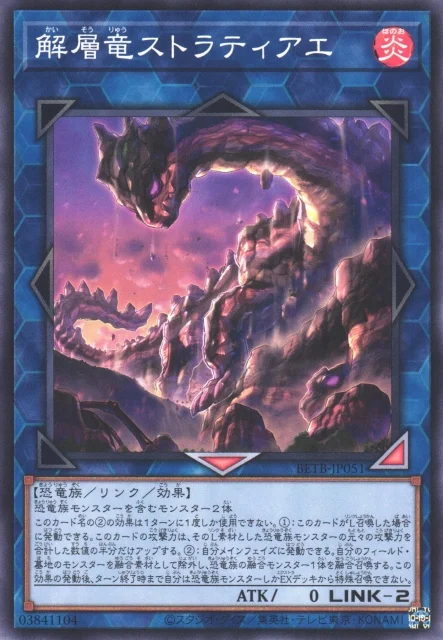 解層竜ストラティアエ
炎
BETB-JP051
【恐竜族/リンク/効果】
恐竜族モンスターを含むモンスター2体
このカード名の②の効果は1ターンに1度しか使用できない。①:このカードがL召喚した場合
に発動できる。このカードの攻撃力は、そのL素材とした恐竜族モンスターの元々の攻撃力を
合計した数値の半分だけアップする。②:自分メインフェイズに発動できる。自分のフィールド・
墓地のモンスターを融合素材として除外し、恐竜族の融合モンスター1体を融合召喚する。この
効果の発動後、ターン終了時まで自分は恐竜族モンスターしかEXデッキから特殊召喚できない。
ATK/ 0 LINK-2
03841104 ©スタジオ・ダイス/集英社・テレビ東京・KONAMI